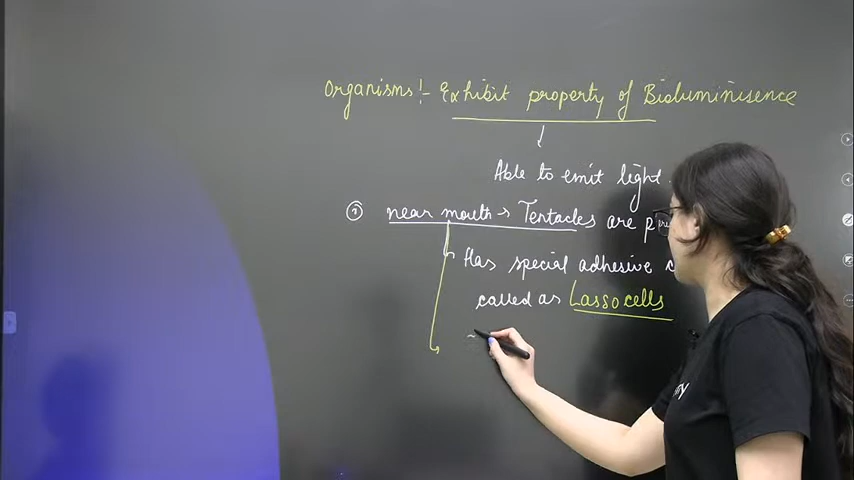 Organisms!- Exhibit property of Bioluminisence
Able to emit light.
① near mouth → Tentacles are
Has special adhesive
called as Lasso cells